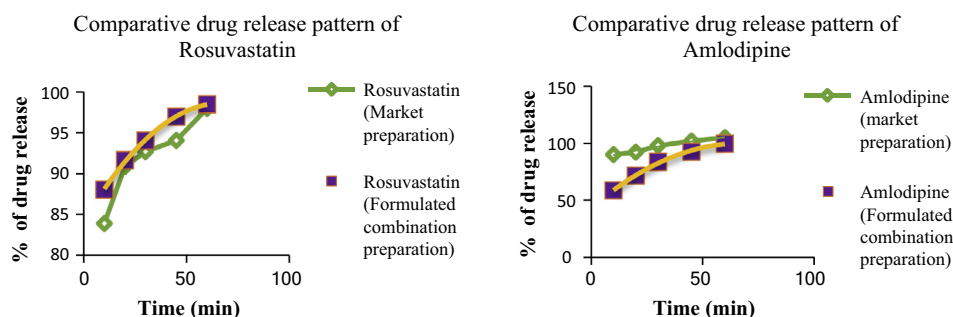 Comparative drug release pattern of
Rosuvastatin
100
95
90
85
80
0
50
100
% of drug release
Time (min)
Rosuvastatin
(Market
preparation)
Rosuvastatin
(Formulated
combination
preparation)
Comparative drug release pattern of
Amlodipine
150
100
50
0
0
50
100
% of drug release
Time (min)
Amlodipine
(market
preparation)
Amlodipine
(Formulated
combination
preparation)